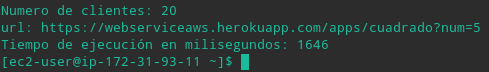 Numero de clientes: 20
url: https://webserviceaws.herokuapp.com/apps/cuadrado?num=5
Tiempo de ejecución en milisegundos: 1646
[ec2-user@ip-172-31-93-11 ~]$